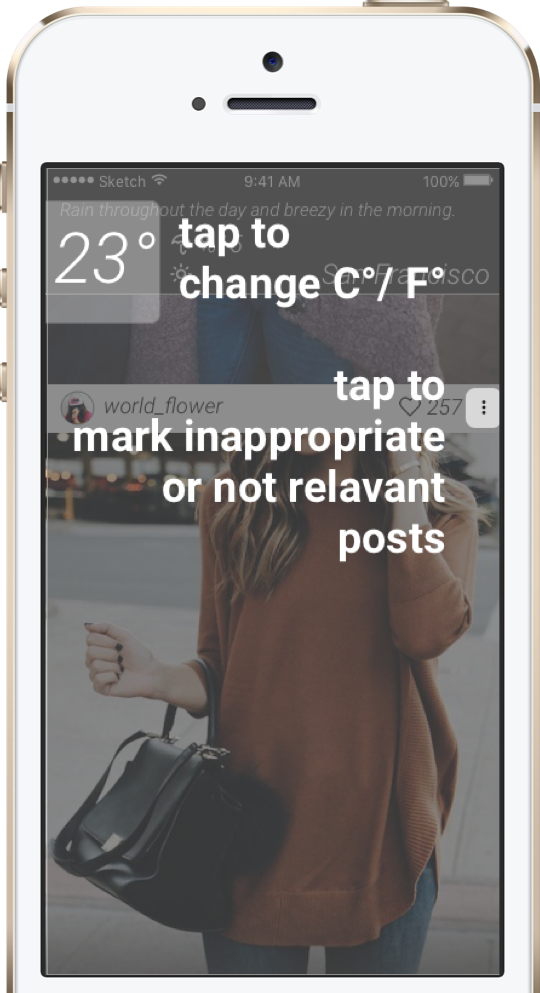 Sketch 9:41 AM 100%
Rain throughout the day and breezy in the morning.
23°
tap to
change C°/ F°
San Francisco
world_flower 257
tap to
mark inappropriate
or not relavant
posts